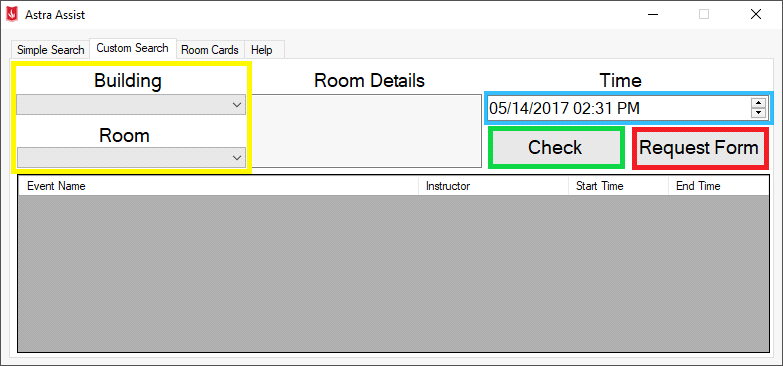 Astra Assist
Simple Search Custom Search Room Cards Help
Building Room Details Time
05/14/2017 02:31 PM
Room Check Request Form
Event Name Instructor Start Time End Time